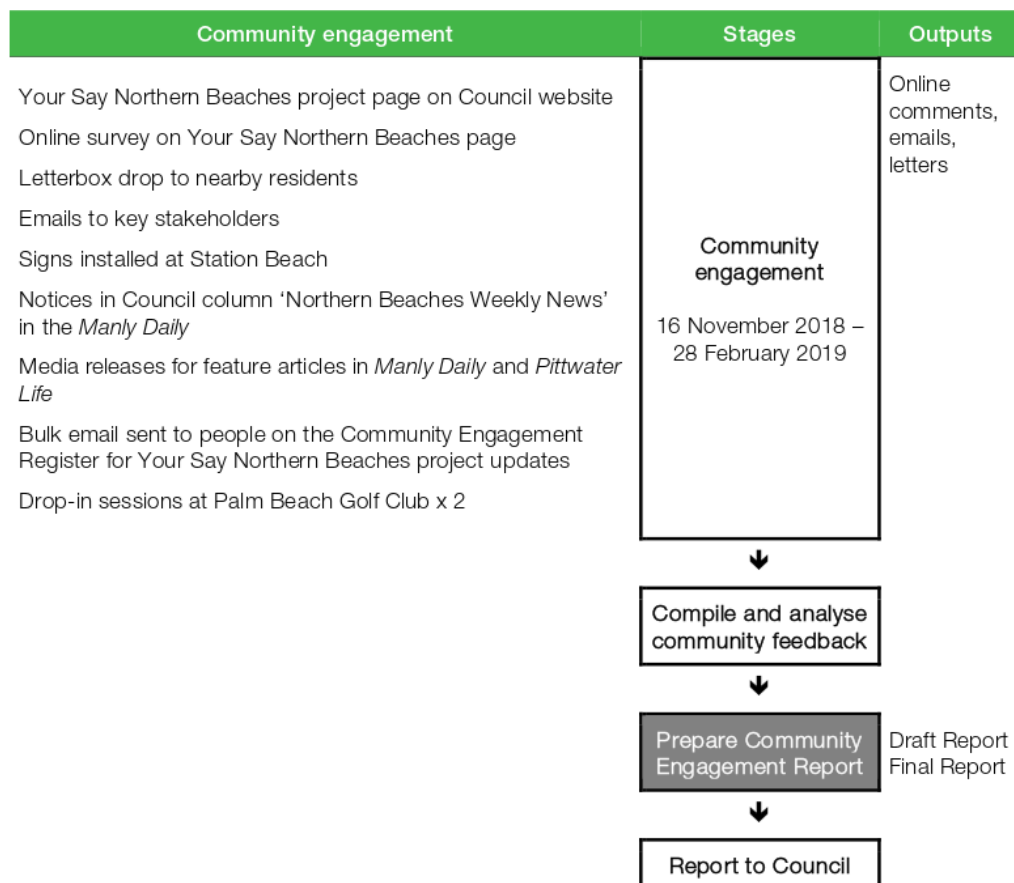 Community engagement
Stages
Outputs
Your Say Northern Beaches project page on Council website
Online survey on Your Say Northern Beaches page
Letterbox drop to nearby residents
Emails to key stakeholders
Signs installed at Station Beach
Notices in Council column ‘Northern Beaches Weekly News’
in the Manly Daily
Media releases for feature articles in Manly Daily and Pittwater
Life
Bulk email sent to people on the Community Engagement
Register for Your Say Northern Beaches project updates
Drop-in sessions at Palm Beach Golf Club x 2
Community
engagement
16 November 2018 –
28 February 2019
Online
comments,
emails,
letters
Compile and analyse
community feedback
Prepare Community
Engagement Report
Draft Report
Final Report
Report to Council